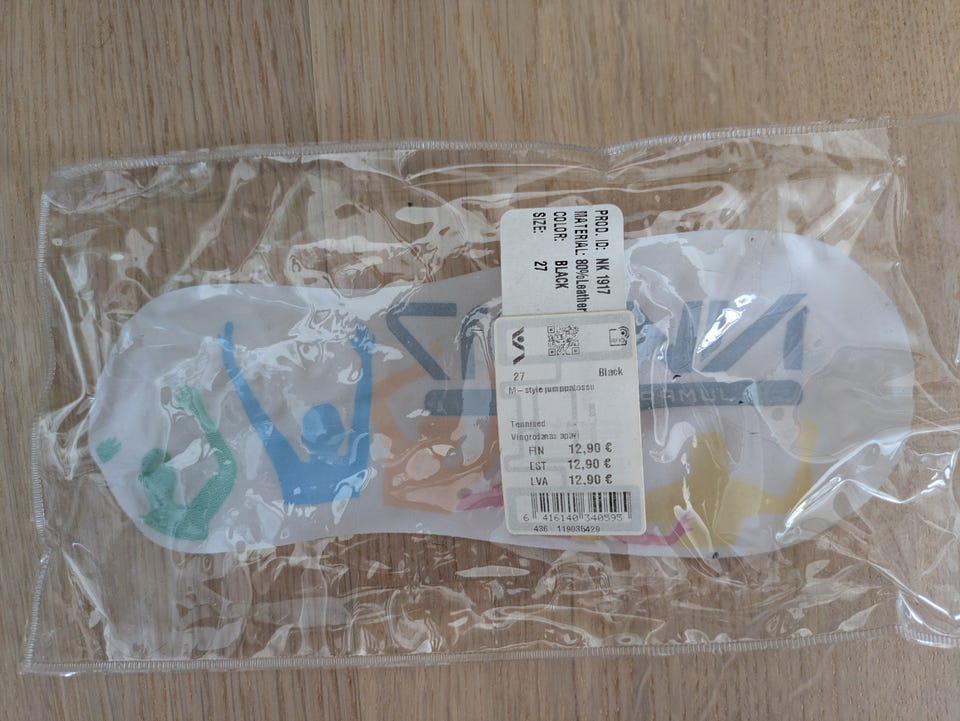 PROD. ID: NK 1917
MATERIAL: 80%Leather
COLOR: BLACK
SIZE: 27
27 Black
M-style jumppatossu
Tennised
Vingrošanas apavi
FIN 12,90 €
EST 12,90 €
LVA 12,90 €
6 416140 340595
436 119035429